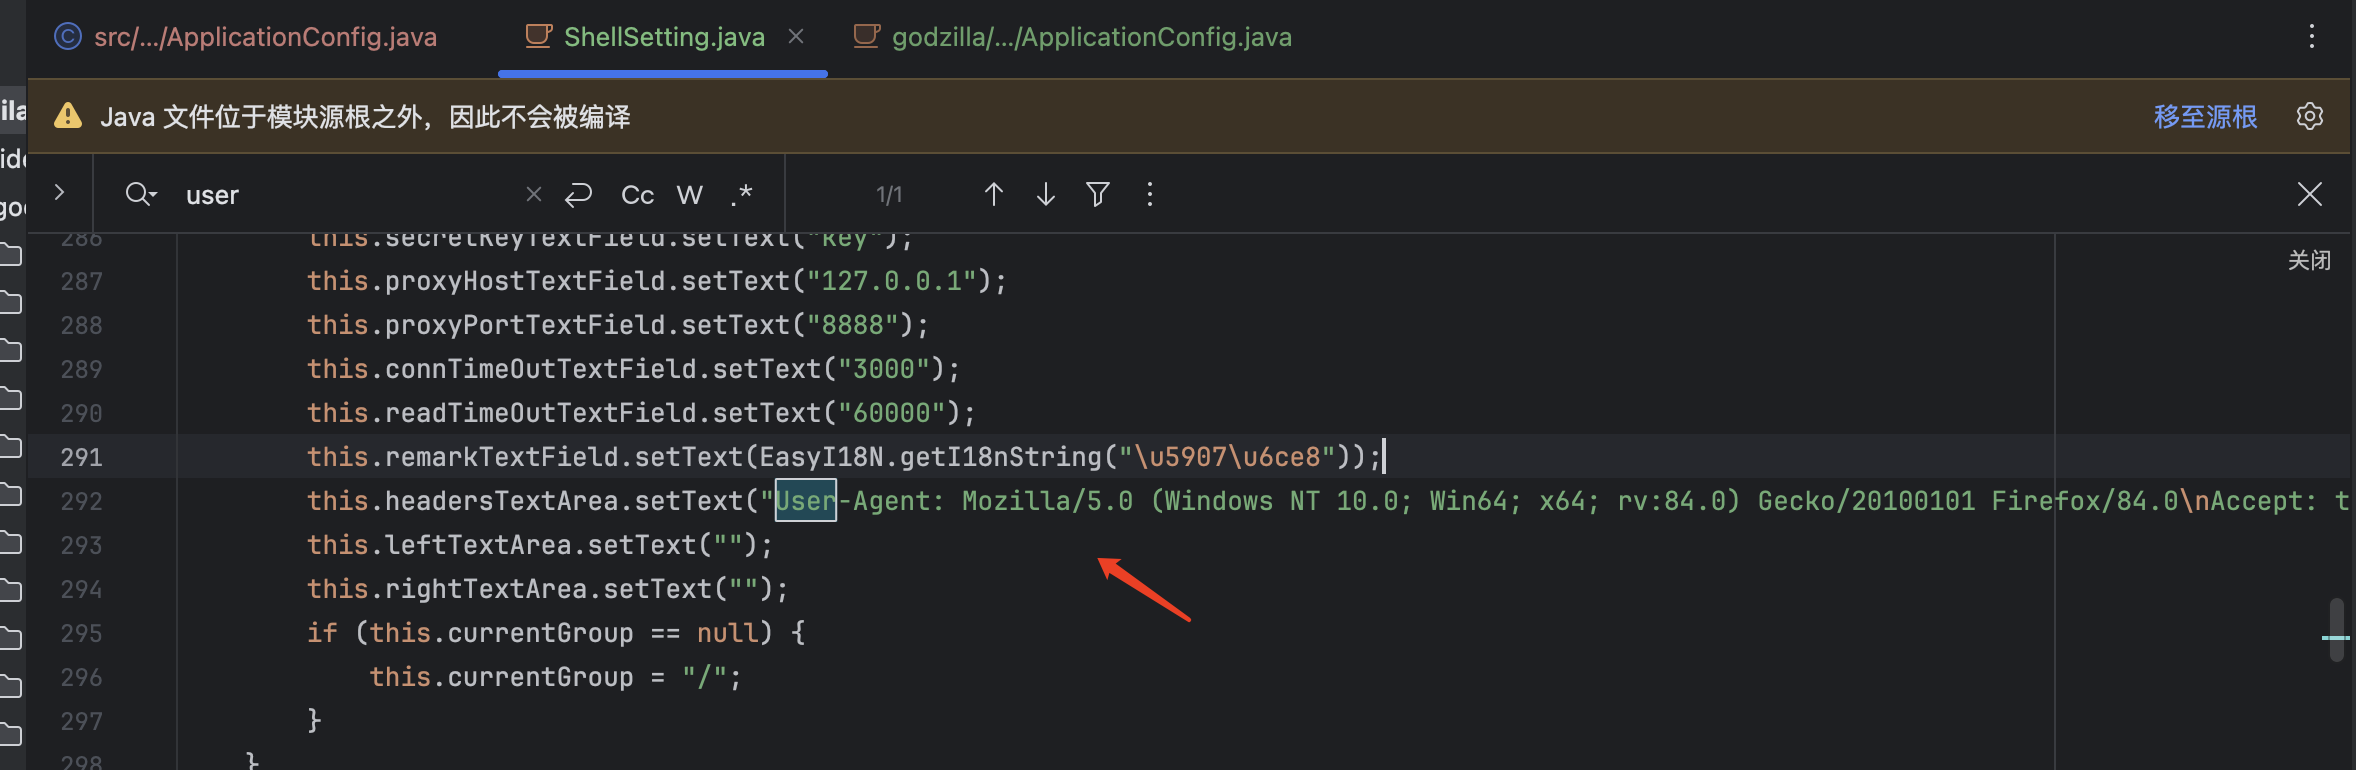 src/.../ApplicationConfig.java ShellSetting.java godzilla/.../ApplicationConfig.java
Java 文件位于模块源根之外，因此不会被编译 移至源根
user Cc W .* 1/1
关闭
286 this.secretKeyTextField.setText("key");
287 this.proxyHostTextField.setText("127.0.0.1");
288 this.proxyPortTextField.setText("8888");
289 this.connTimeOutTextField.setText("3000");
290 this.readTimeOutTextField.setText("60000");
291 this.remarkTextField.setText(EasyI18N.getI18nString("\u5907\u6ce8"));
292 this.headersTextArea.setText("User-Agent: Mozilla/5.0 (Windows NT 10.0; Win64; x64; rv:84.0) Gecko/20100101 Firefox/84.0\nAccept: t
293 this.leftTextArea.setText("");
294 this.rightTextArea.setText("");
295 if (this.currentGroup == null) {
296 this.currentGroup = "/";
297 }
298 }